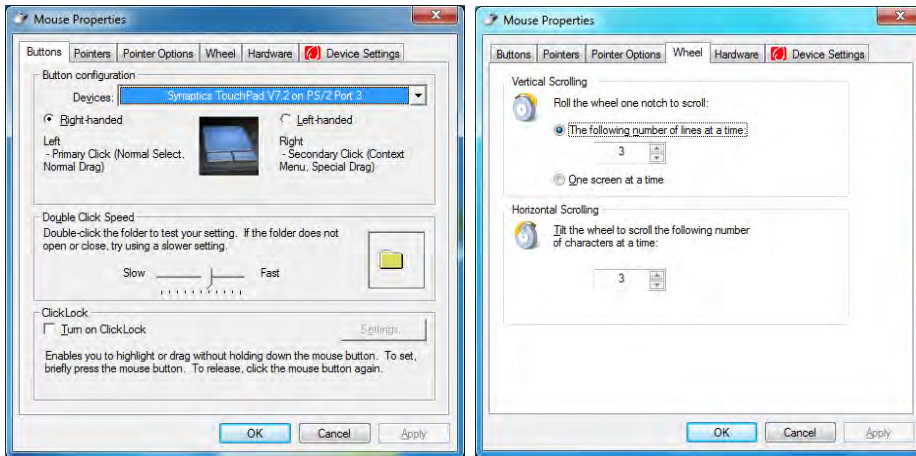 Mouse Properties
Buttons Pointers Pointer Options Wheel Hardware Device Settings
Button configuration
Devices: Synaptics TouchPad V7.2 on PS/2 Port 3
Right-handed
Left-handed
Left
- Primary Click (Normal Select,
Normal Drag)
Right
- Secondary Click (Context
Menu, Special Drag)
Double Click Speed
Double-click the folder to test your setting. If the folder does not
open or close, try using a slower setting.
Slow Fast
ClickLock
Turn on ClickLock
Settings...
Enables you to highlight or drag without holding down the mouse button. To set,
briefly press the mouse button. To release, click the mouse button again.
OK Cancel Apply
Mouse Properties
Buttons Pointers Pointer Options Wheel Hardware Device Settings
Vertical Scrolling
Roll the wheel one notch to scroll:
The following number of lines at a time:
3
One screen at a time
Horizontal Scrolling
Tilt the wheel to scroll the following number
of characters at a time:
3
OK Cancel Apply